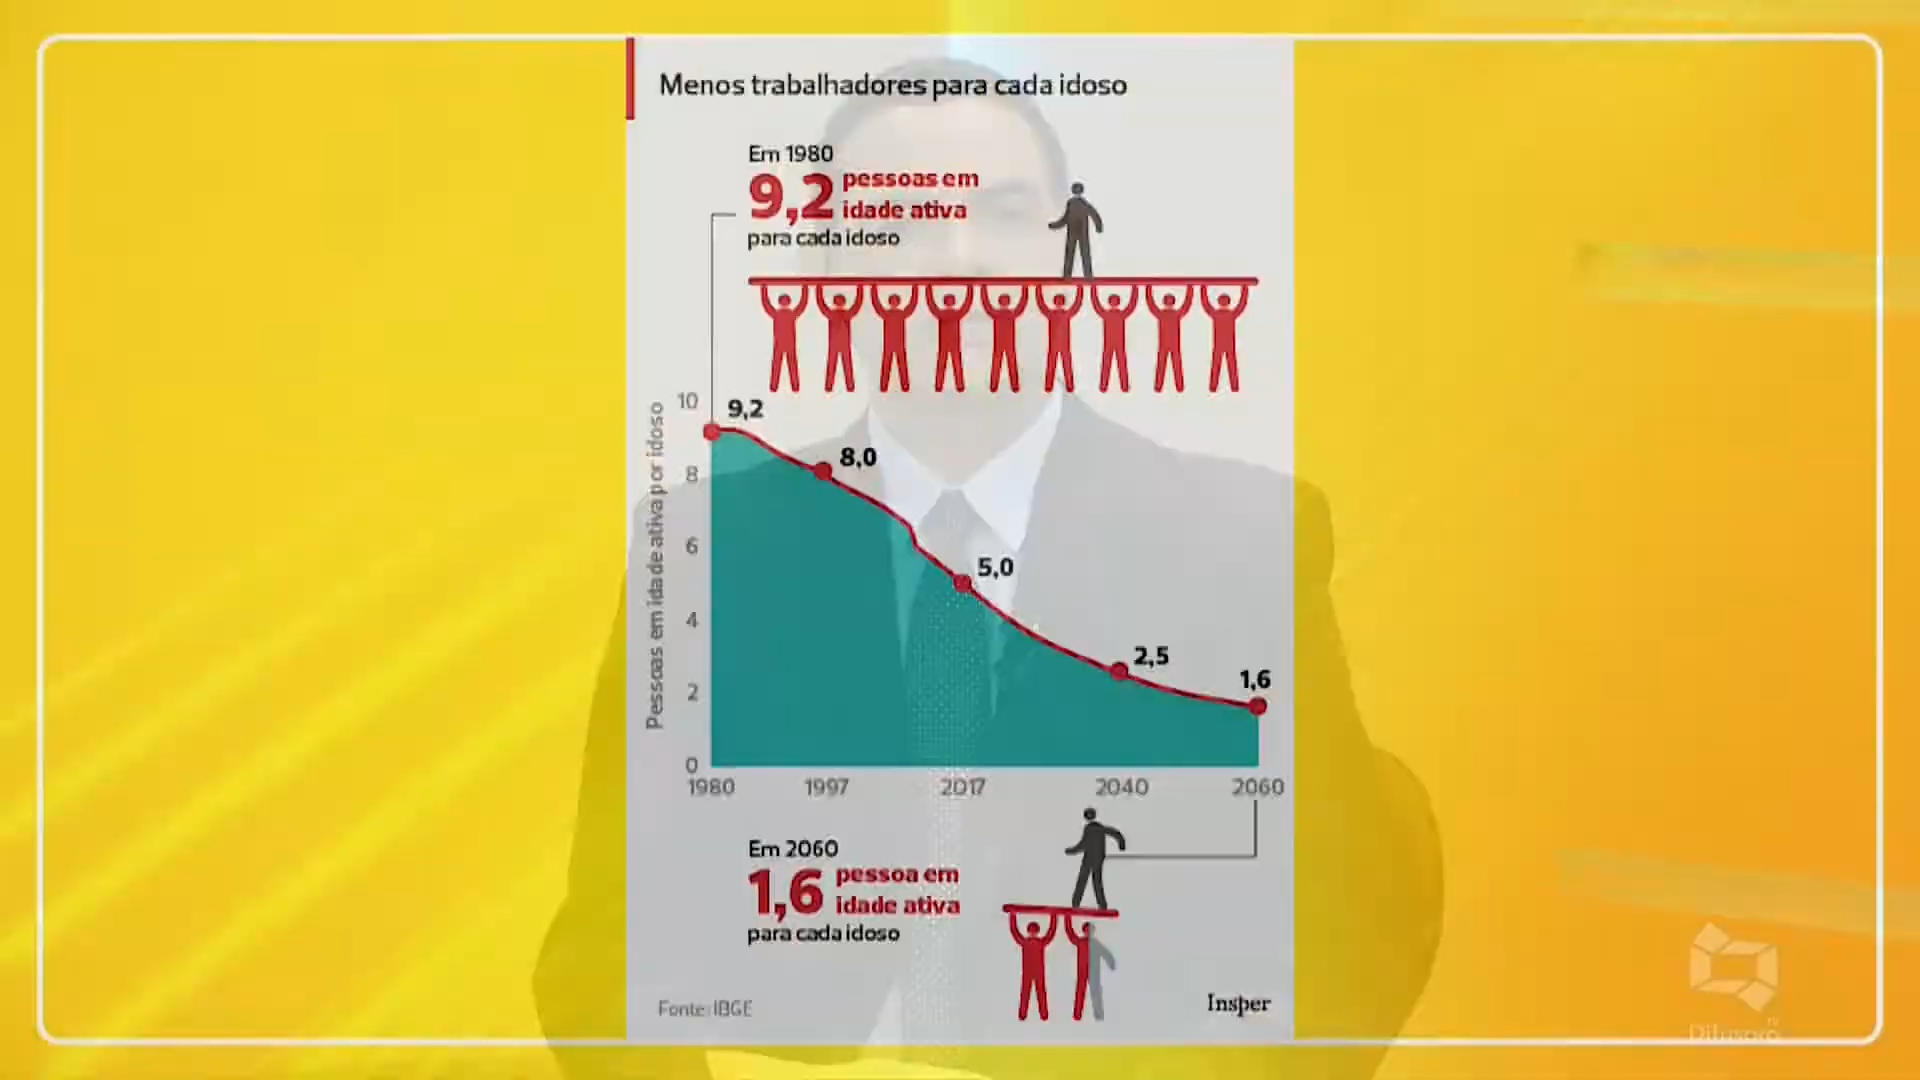 Menos trabalhadores para cada idoso
Em 1980
9,2 pessoas em
idade ativa
para cada idoso
Pessoas em idade ativa por idoso
10
8
6
4
2
0
9,2
8,0
5,0
2,5
1,6
1980 1997 2017 2040 2060
Em 2060
1,6 pessoa em
idade ativa
para cada idoso
Fonte: IBGE
Insper